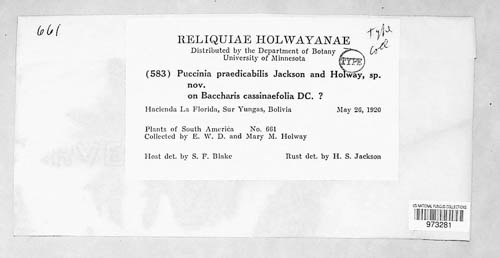 661
Type
Coll
RELIQUIAE HOLWAYANAE
Distributed by the Department of Botany
University of Minnesota
TYPE
(583) Puccinia praedicabilis Jackson and Holway, sp.
nov.
on Baccharis cassinaefolia DC. ?
Hacienda La Florida, Sur Yungas, Bolivia May 26, 1920
Plants of South America No. 661
Collected by E. W. D. and Mary M. Holway
Host det. by S. F. Blake Rust det. by H. S. Jackson
US NATIONAL FUNGUS COLLECTIONS
973281